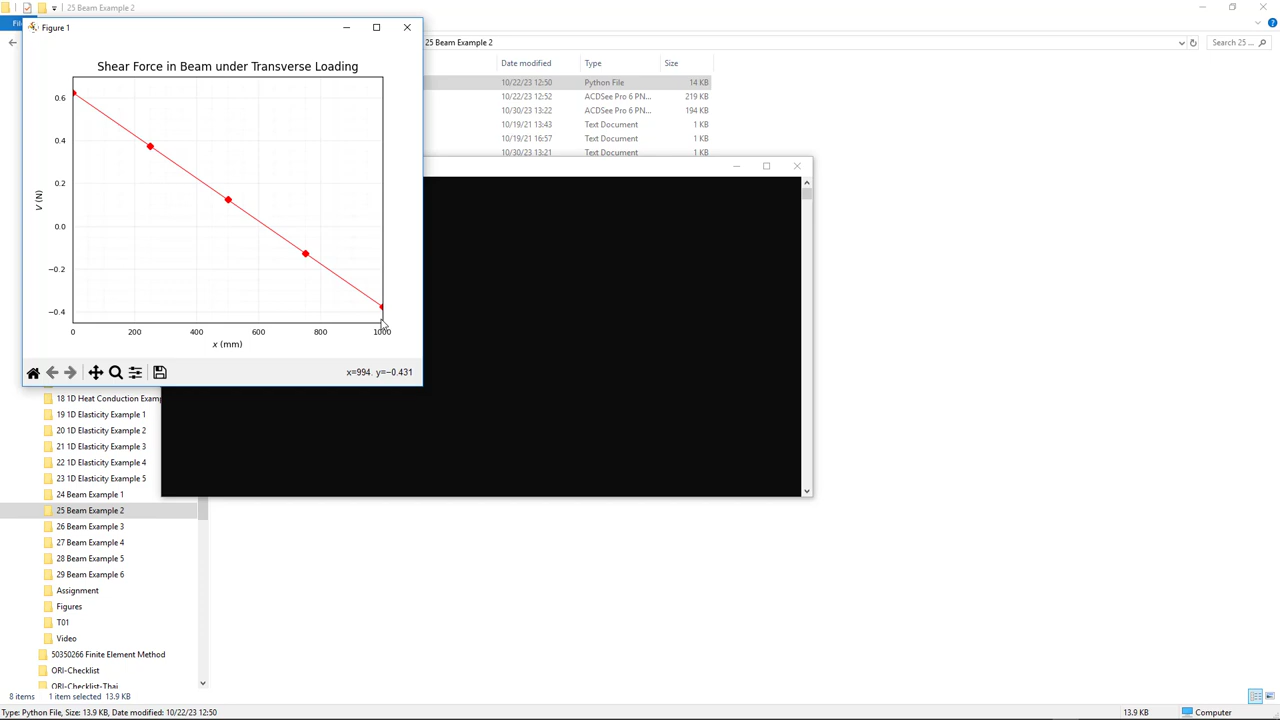 25 Beam Example 2
Figure 1
25 Beam Example 2
Search 25 ...
Date modified Type Size
10/22/23 12:50 Python File 14 KB
10/22/23 12:52 ACDSee Pro 6 PN... 219 KB
10/30/23 13:22 ACDSee Pro 6 PN... 194 KB
10/19/21 13:43 Text Document 1 KB
10/19/21 16:57 Text Document 1 KB
10/30/23 13:21 Text Document 1 KB
Shear Force in Beam under Transverse Loading
0.6
0.4
0.2
0.0
−0.2
−0.4
V (N)
0 200 400 600 800 1000
x (mm)
x=994. y=−0.431
18 1D Heat Conduction Examp
19 1D Elasticity Example 1
20 1D Elasticity Example 2
21 1D Elasticity Example 3
22 1D Elasticity Example 4
23 1D Elasticity Example 5
24 Beam Example 1
25 Beam Example 2
26 Beam Example 3
27 Beam Example 4
28 Beam Example 5
29 Beam Example 6
Assignment
Figures
T01
Video
50350266 Finite Element Method
ORI-Checklist
ORI-Checklist-Thai
8 items 1 item selected 13.9 KB
Type: Python File, Size: 13.9 KB, Date modified: 10/22/23 12:50
13.9 KB
Computer